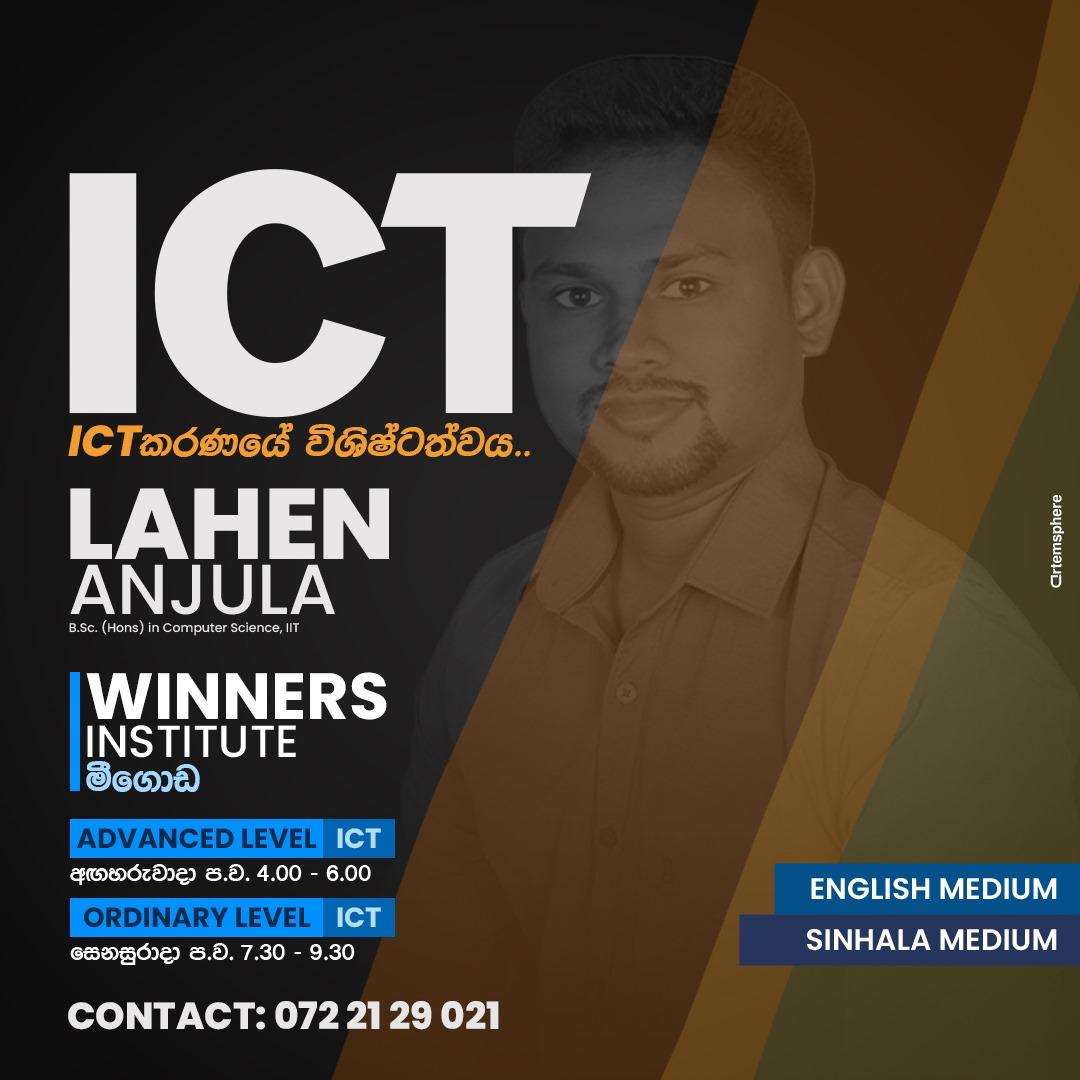 ICT
ICTකරණයේ විශිෂ්ටත්වය..
LAHEN
ANJULA
B.Sc. (Hons) in Computer Science, IIT
WINNERS
INSTITUTE
මීගොඩ
ADVANCED LEVEL ICT
අඟහරුවාදා ප.ව. 4.00 - 6.00
ORDINARY LEVEL ICT
සෙනසුරාදා ප.ව. 7.30 - 9.30
CONTACT: 072 21 29 021
ENGLISH MEDIUM
SINHALA MEDIUM
artemsphere